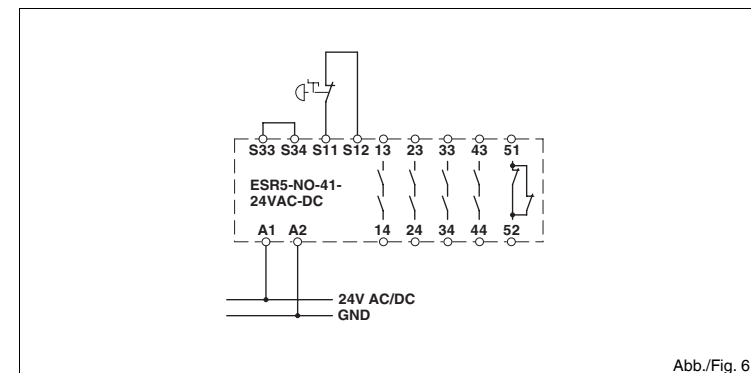 S33 S34 S11 S12 13 23 33 43 51
ESR5-NO-41-
24VAC-DC
A1 A2 14 24 34 44 52
24V AC/DC
GND
Abb./Fig. 6